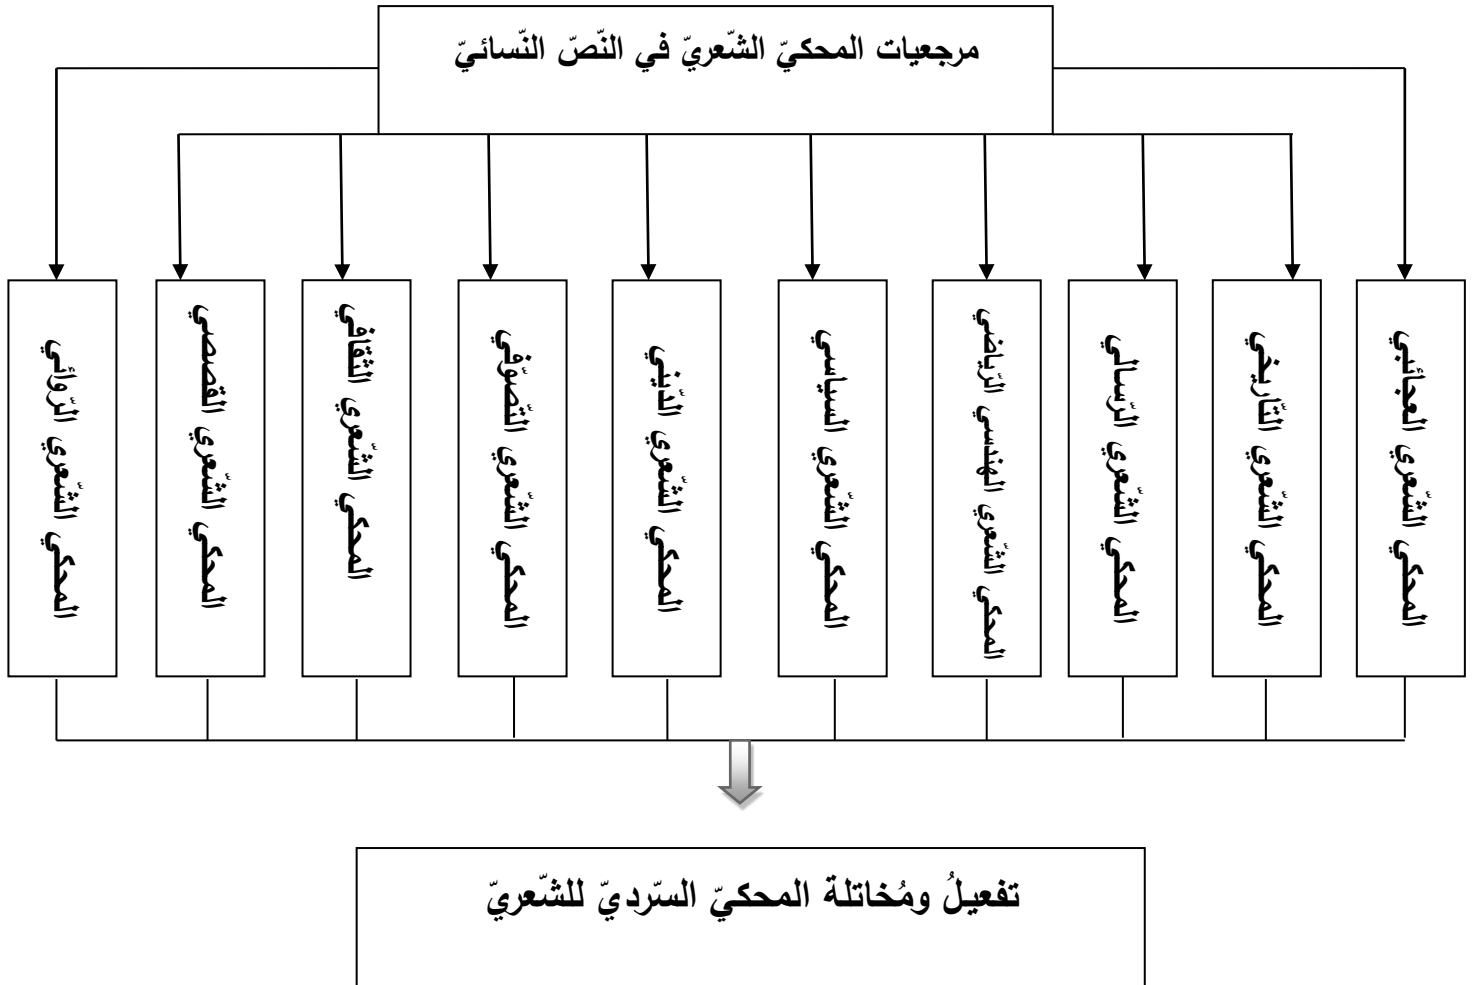 مرجعيات المحكيّ الشّعريّ في النّصّ النّسائيّ
المحكي الشّعري العجائبي
المحكي الشّعري التّاريخي
المحكي الشّعري الرّسالي
المحكي الشّعري الهندسي الرّياضي
المحكي الشّعري السياسي
المحكي الشّعري الدّيني
المحكي الشّعري التّصوّفي
المحكي الشّعري الثقافي
المحكي الشّعري القصصي
المحكي الشّعري الرّوائي
تفعيلُ ومُخاتلة المحكيّ السّرديّ للشّعريّ